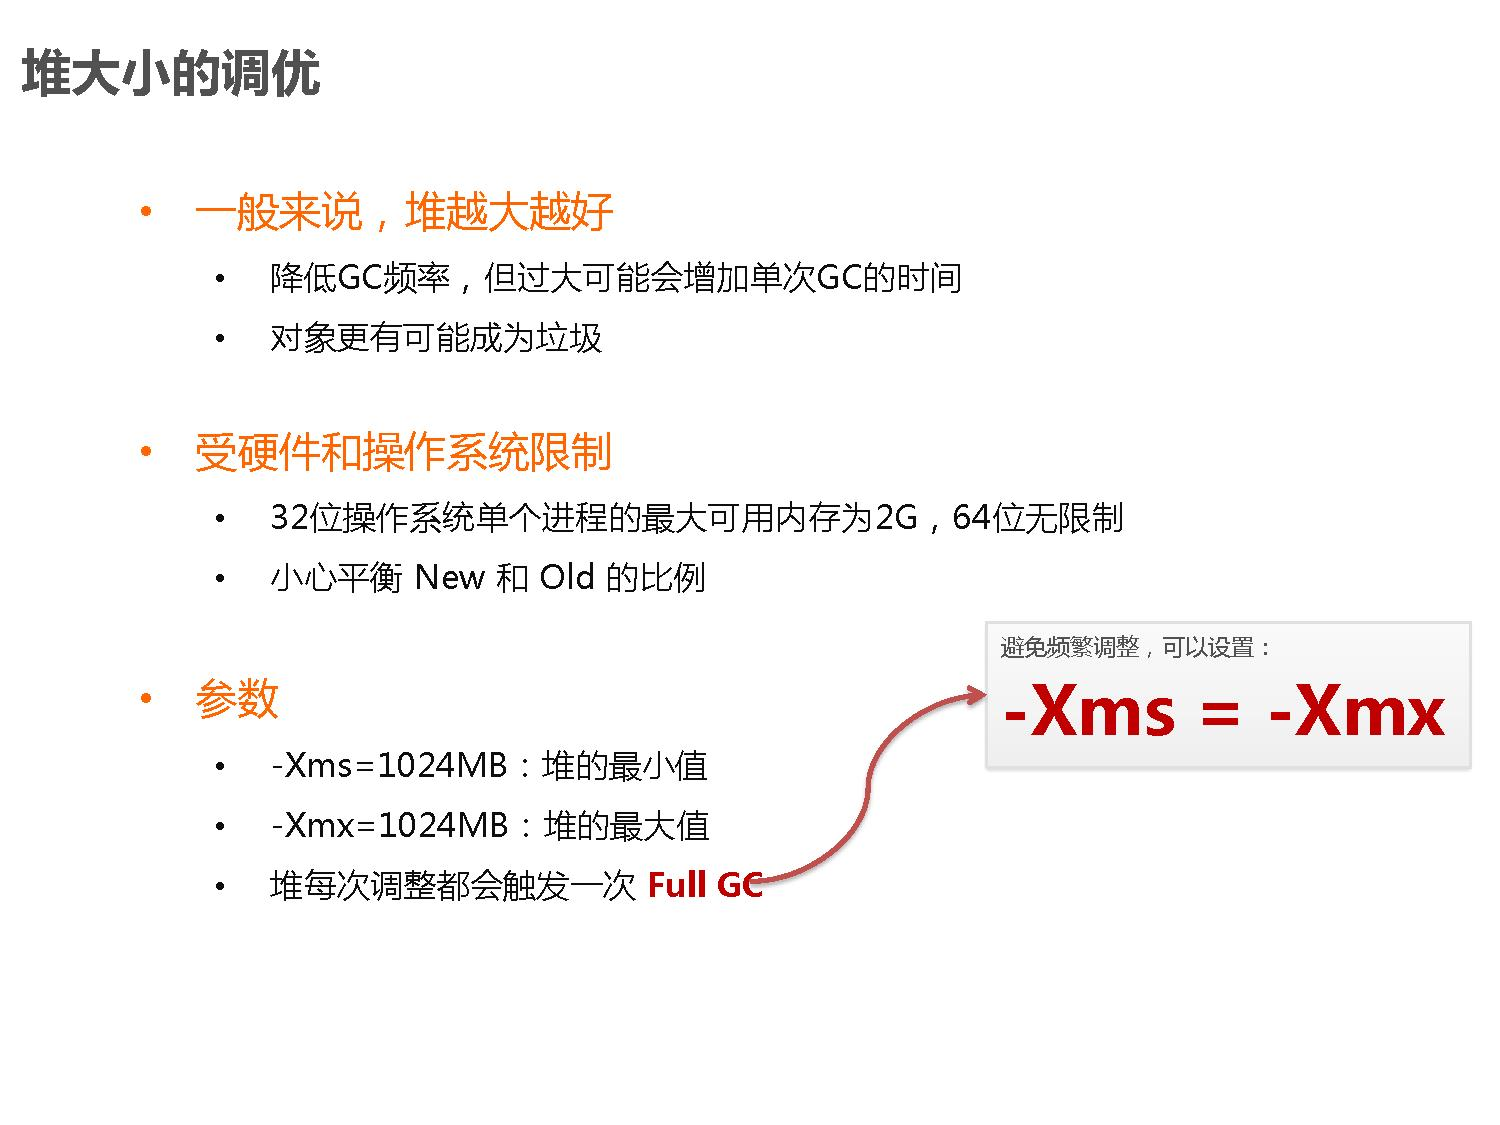 堆大小的调优
• 一般来说，堆越大越好
• 降低GC频率，但过大可能会增加单次GC的时间
• 对象更有可能成为垃圾
• 受硬件和操作系统限制
• 32位操作系统单个进程的最大可用内存为2G，64位无限制
• 小心平衡 New 和 Old 的比例
• 参数
• -Xms=1024MB：堆的最小值
• -Xmx=1024MB：堆的最大值
• 堆每次调整都会触发一次 Full GC
避免频繁调整，可以设置：
-Xms = -Xmx